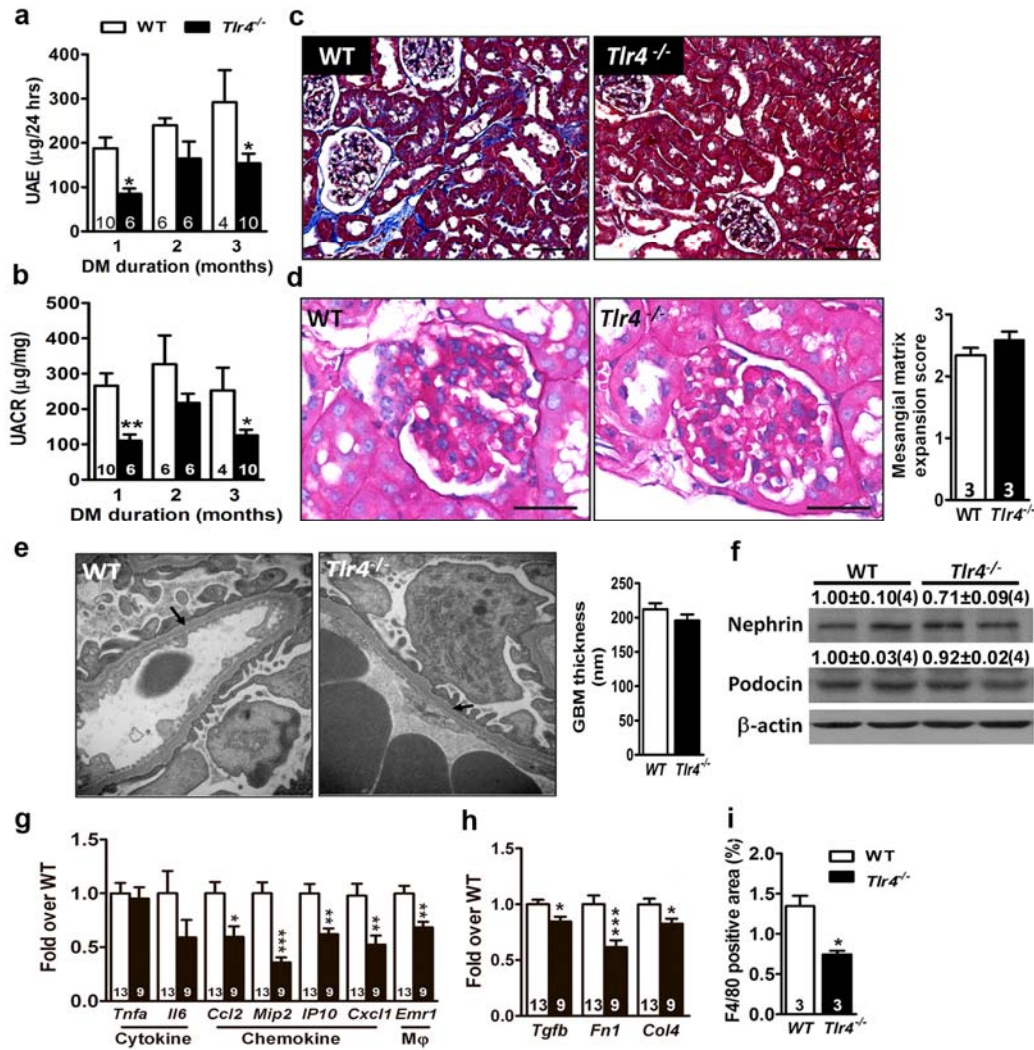 a
WT Tlr4-/-
UAE (µg/24 hrs)
400
300
200
100
0
* *
10 6 6 6 4 10
1 2 3
DM duration (months)
b
UACR (µg/mg)
500
400
300
200
100
0
** *
10 6 6 6 4 10
1 2 3
DM duration (months)
c
WT
Tlr4 -/-
d
WT
Tlr4 -/-
Mesangial matrix
expansion score
3
2
1
0
3 3
WT Tlr4-/-
e
WT
Tlr4-/-
GBM thickness
(nm)
250
200
150
100
50
0
WT Tlr4-/-
f
WT Tlr4-/-
1.00±0.10(4) 0.71±0.09(4)
Nephrin
1.00±0.03(4) 0.92±0.02(4)
Podocin
β-actin
g
Fold over WT
1.5
1.0
0.5
0.0
* *** ** ** **
13 9 13 9 13 9 13 9 13 9 13 9 13 9
Tnfa Il6 Ccl2 Mip2 IP10 Cxcl1 Emr1
Cytokine Chemokine Mφ
h
Fold over WT
1.5
1.0
0.5
0.0
* *** *
13 9 13 9 13 9
Tgfb Fn1 Col4
i
F4/80 positive area (%)
2.0
1.5
1.0
0.5
0.0
WT
Tlr4-/-
*
3 3
WT Tlr4-/-